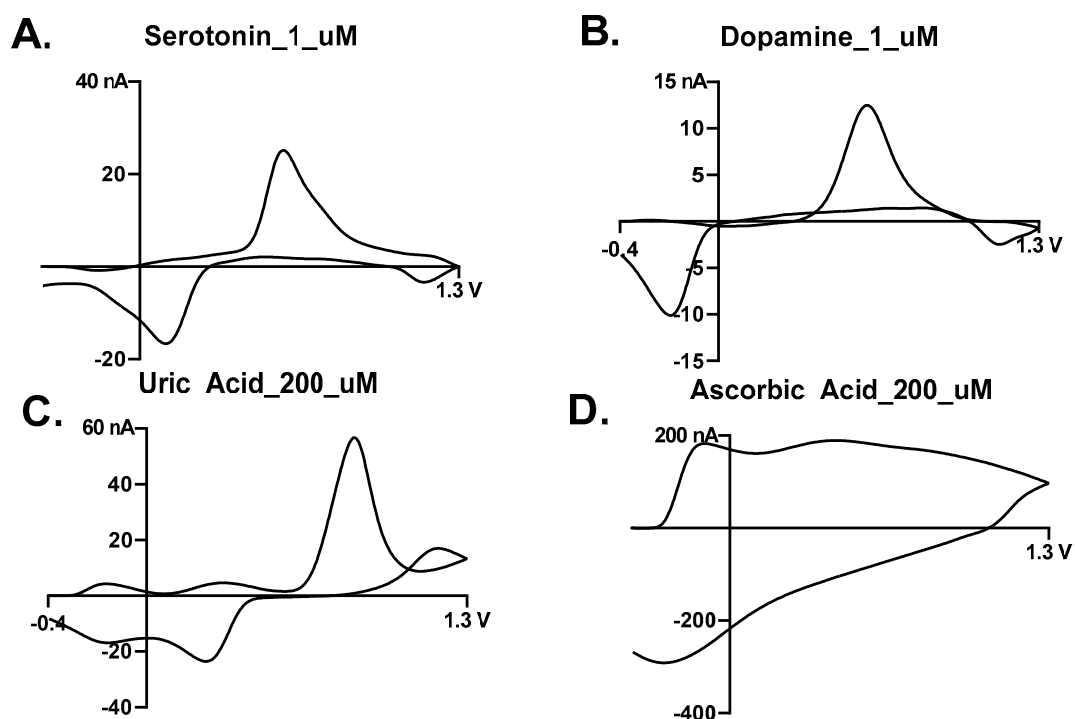 A.
Serotonin_1_uM
40 nA
20
1.3 V
-20
B.
Dopamine_1_uM
15 nA
10
5
-0.4
1.3 V
-5
-10
-15
C.
Uric Acid_200_uM
60 nA
40
20
-0.4
1.3 V
-20
-40
D.
Ascorbic Acid_200_uM
200 nA
1.3 V
-200
-400